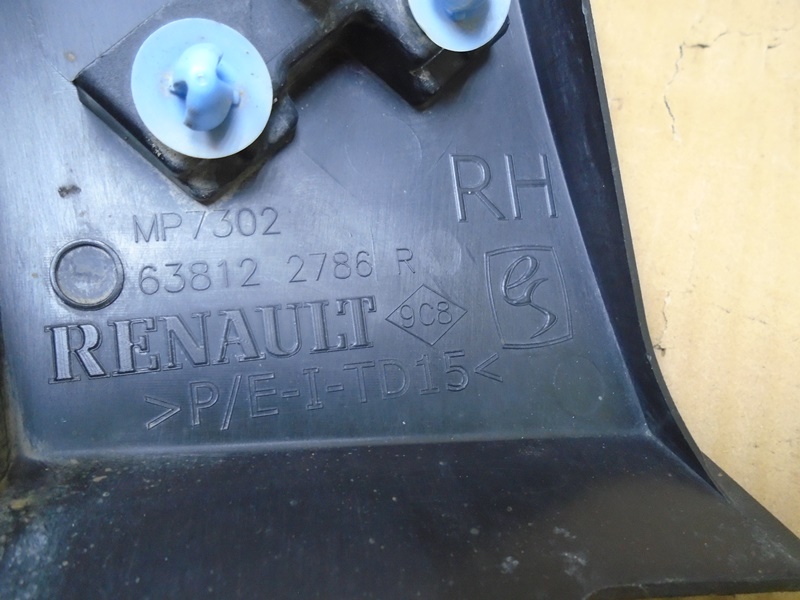 RH
MP7302
63812 2786 R
RENAULT 9C8
>P/E-I-TD15<